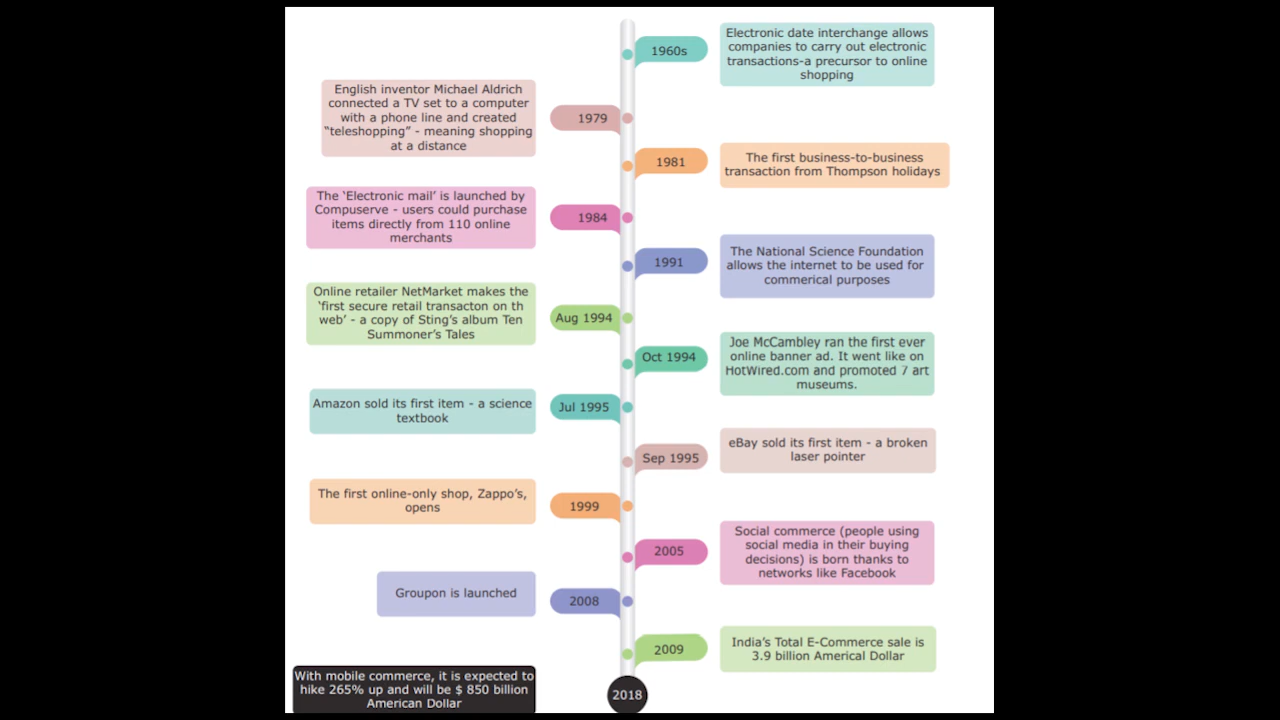 1960s
Electronic date interchange allows
companies to carry out electronic
transactions-a precursor to online
shopping
English inventor Michael Aldrich
connected a TV set to a computer
with a phone line and created
“teleshopping” - meaning shopping
at a distance
1979
1981
The first business-to-business
transaction from Thompson holidays
The ‘Electronic mail’ is launched by
Compuserve - users could purchase
items directly from 110 online
merchants
1984
1991
The National Science Foundation
allows the internet to be used for
commerical purposes
Online retailer NetMarket makes the
‘first secure retail transacton on th
web’ - a copy of Sting’s album Ten
Summoner’s Tales
Aug 1994
Oct 1994
Joe McCambley ran the first ever
online banner ad. It went like on
HotWired.com and promoted 7 art
museums.
Amazon sold its first item - a science
textbook
Jul 1995
Sep 1995
eBay sold its first item - a broken
laser pointer
The first online-only shop, Zappo’s,
opens
1999
2005
Social commerce (people using
social media in their buying
decisions) is born thanks to
networks like Facebook
Groupon is launched
2008
2009
India’s Total E-Commerce sale is
3.9 billion Americal Dollar
With mobile commerce, it is expected to
hike 265% up and will be $ 850 billion
American Dollar
2018